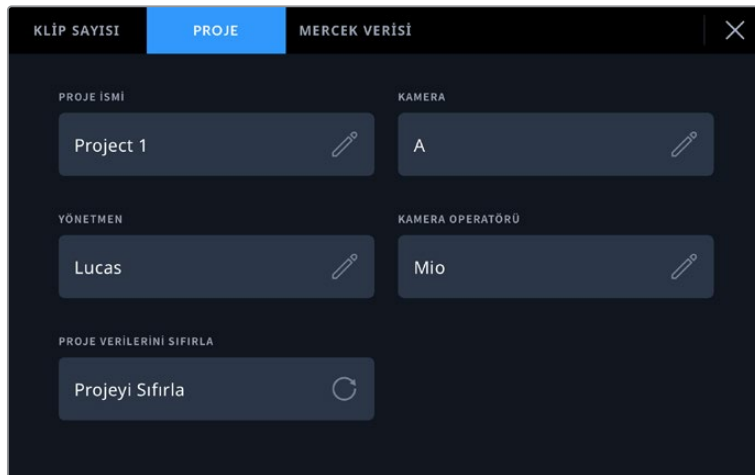 KLİP SAYISI PROJE MERCEK VERİSİ
PROJE İSMİ KAMERA
Project 1 A
YÖNETMEN KAMERA OPERATÖRÜ
Lucas Mio
PROJE VERİLERİNİ SIFIRLA
Projeyi Sıfırla